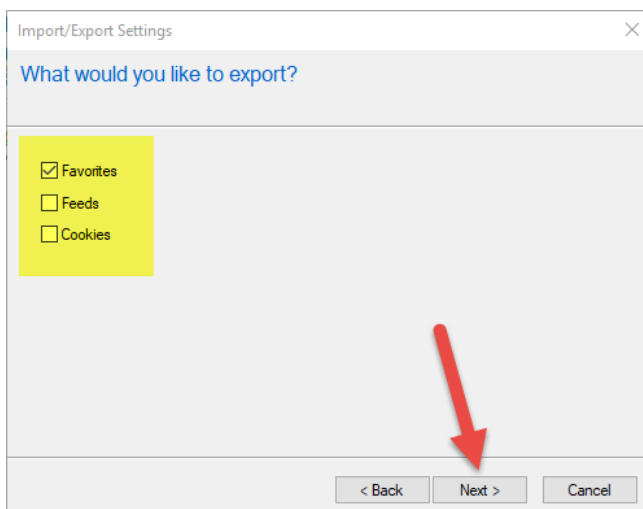 Import/Export Settings
What would you like to export?
Favorites
Feeds
Cookies
< Back Next > Cancel